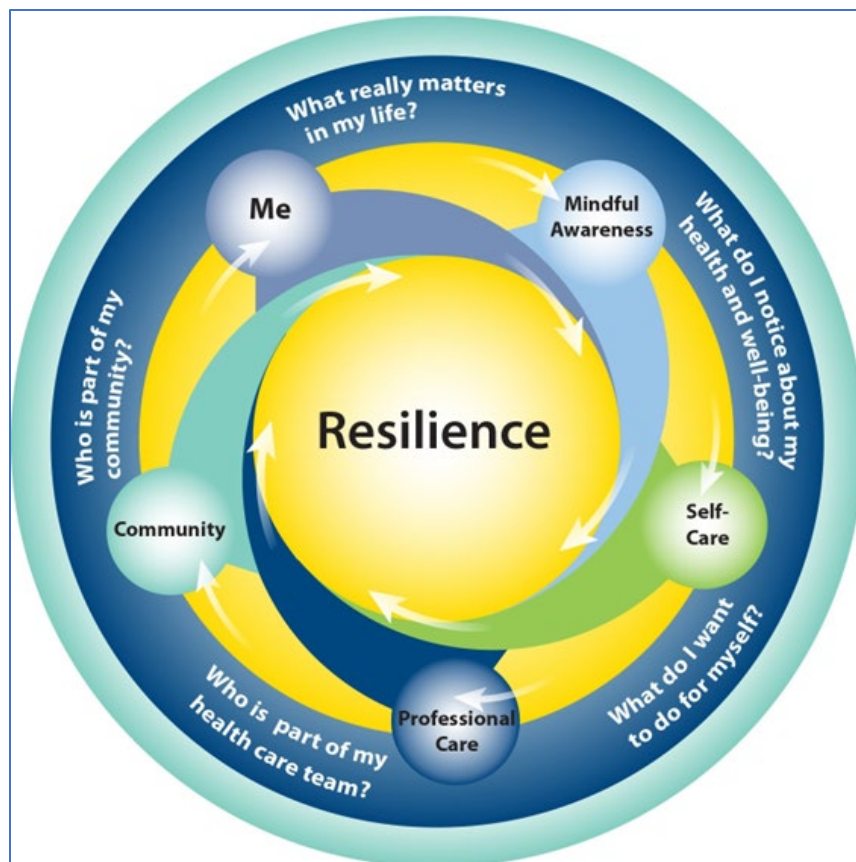 What really matters
in my life?
Me
Mindful
Awareness
What do I notice about my
health and well-being?
Resilience
Self-
Care
What do I want
to do for myself?
Professional
Care
Who is part of my
health care team?
Community
Who is part of my
community?